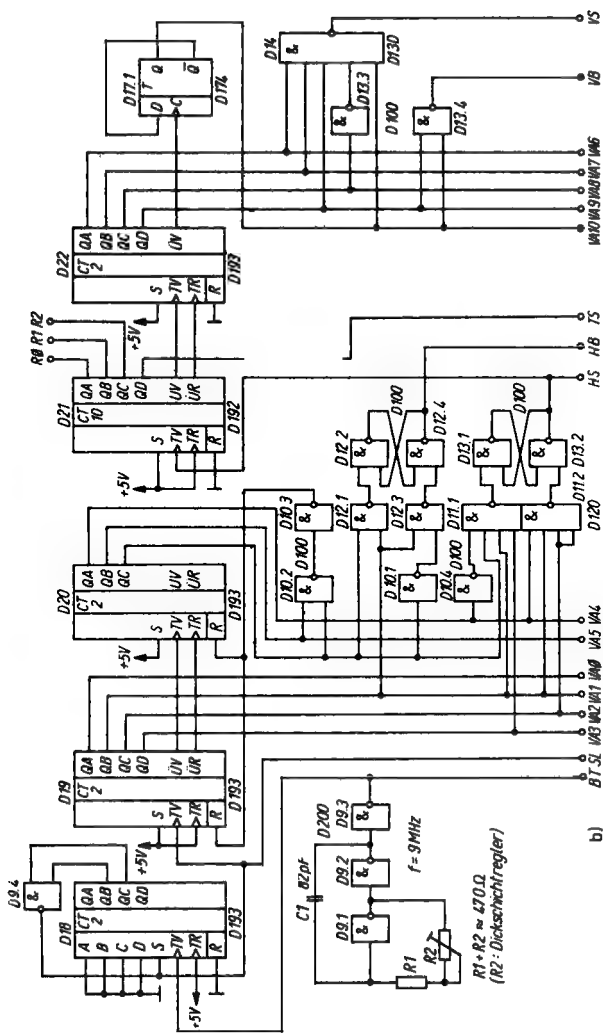 D18
CT
2
A
B
C
D
S
TV
TR
R
QA
QB
QC
QD
+5V
D193
D9.4
&
D19
CT
2
S
TV
TR
R
QA
QB
QC
QD
ÜV
ÜR
+5V
D193
D20
CT
2
S
TV
TR
R
QA
QB
QC
UV
UR
+5V
D193
D21
CT
10
S
TV
TR
R
QA
QB
QC
QD
ÜV
ÜR
+5V
D192
R0 R1 R2
D22
CT
2
S
TV
TR
R
QA
QB
QC
QD
ÜV
+5V
D193
D17.1
D
T
C
Q
Q̅
D174
D14
&
D130
D13.3
&
D100
&
D13.4
D10.2
&
D100
D10.3
&
D12.1
&
D12.2
&
D100
D12.3
&
D12.4
&
D10.1
&
D11.1
&
D10.4
&
D100
D13.1
&
D100
D11.2
&
D120
D13.2
&
C1 82pF
D9.1
&
D9.2
&
D200
D9.3
&
f = 9MHz
R1
R2
R1+R2 ≈ 470Ω
(R2: Dickschichtregler)
BT SL VA3 VA2 VA1 VA0 VA5 VA4 HS HB TS VA10 VA9 VA8 VA7 VA6 VB VS
b)